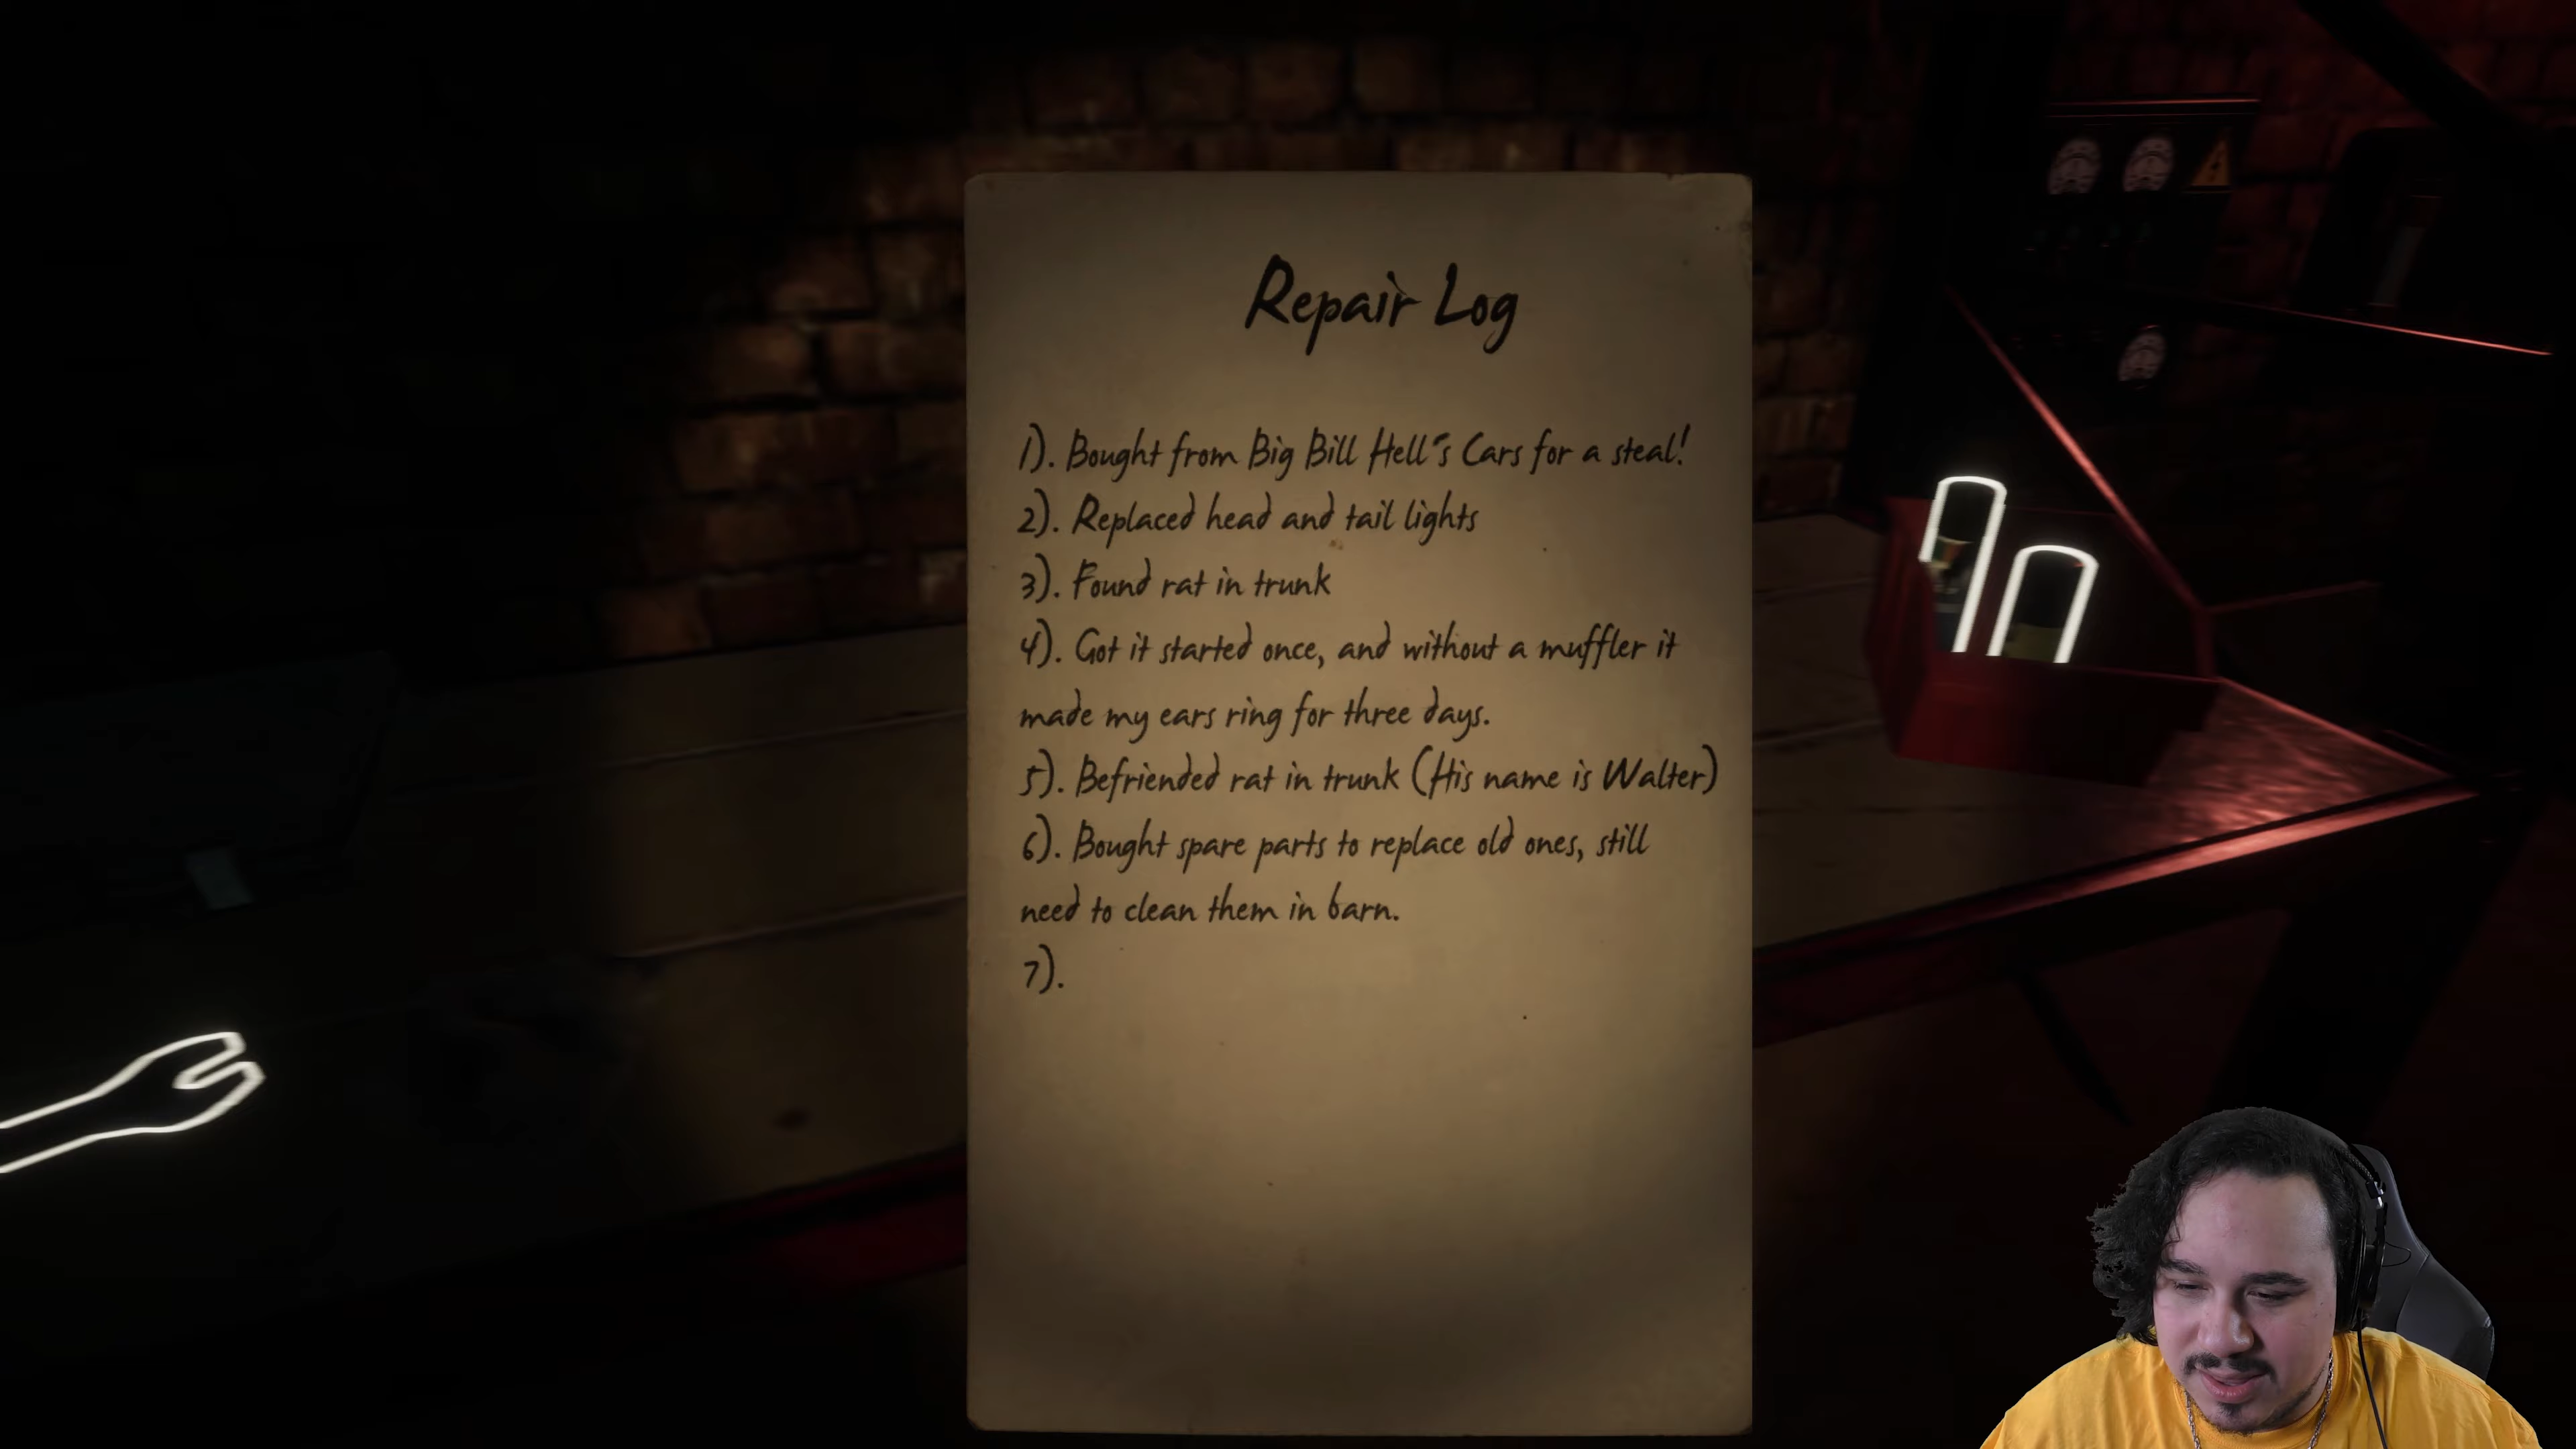 Repair Log
1). Bought from Big Bill Hell's Cars for a steal!
2). Replaced head and tail lights
3). Found rat in trunk
4). Got it started once, and without a muffler it
made my ears ring for three days.
5). Befriended rat in trunk (His name is Walter)
6). Bought spare parts to replace old ones, still
need to clean them in barn.
7).